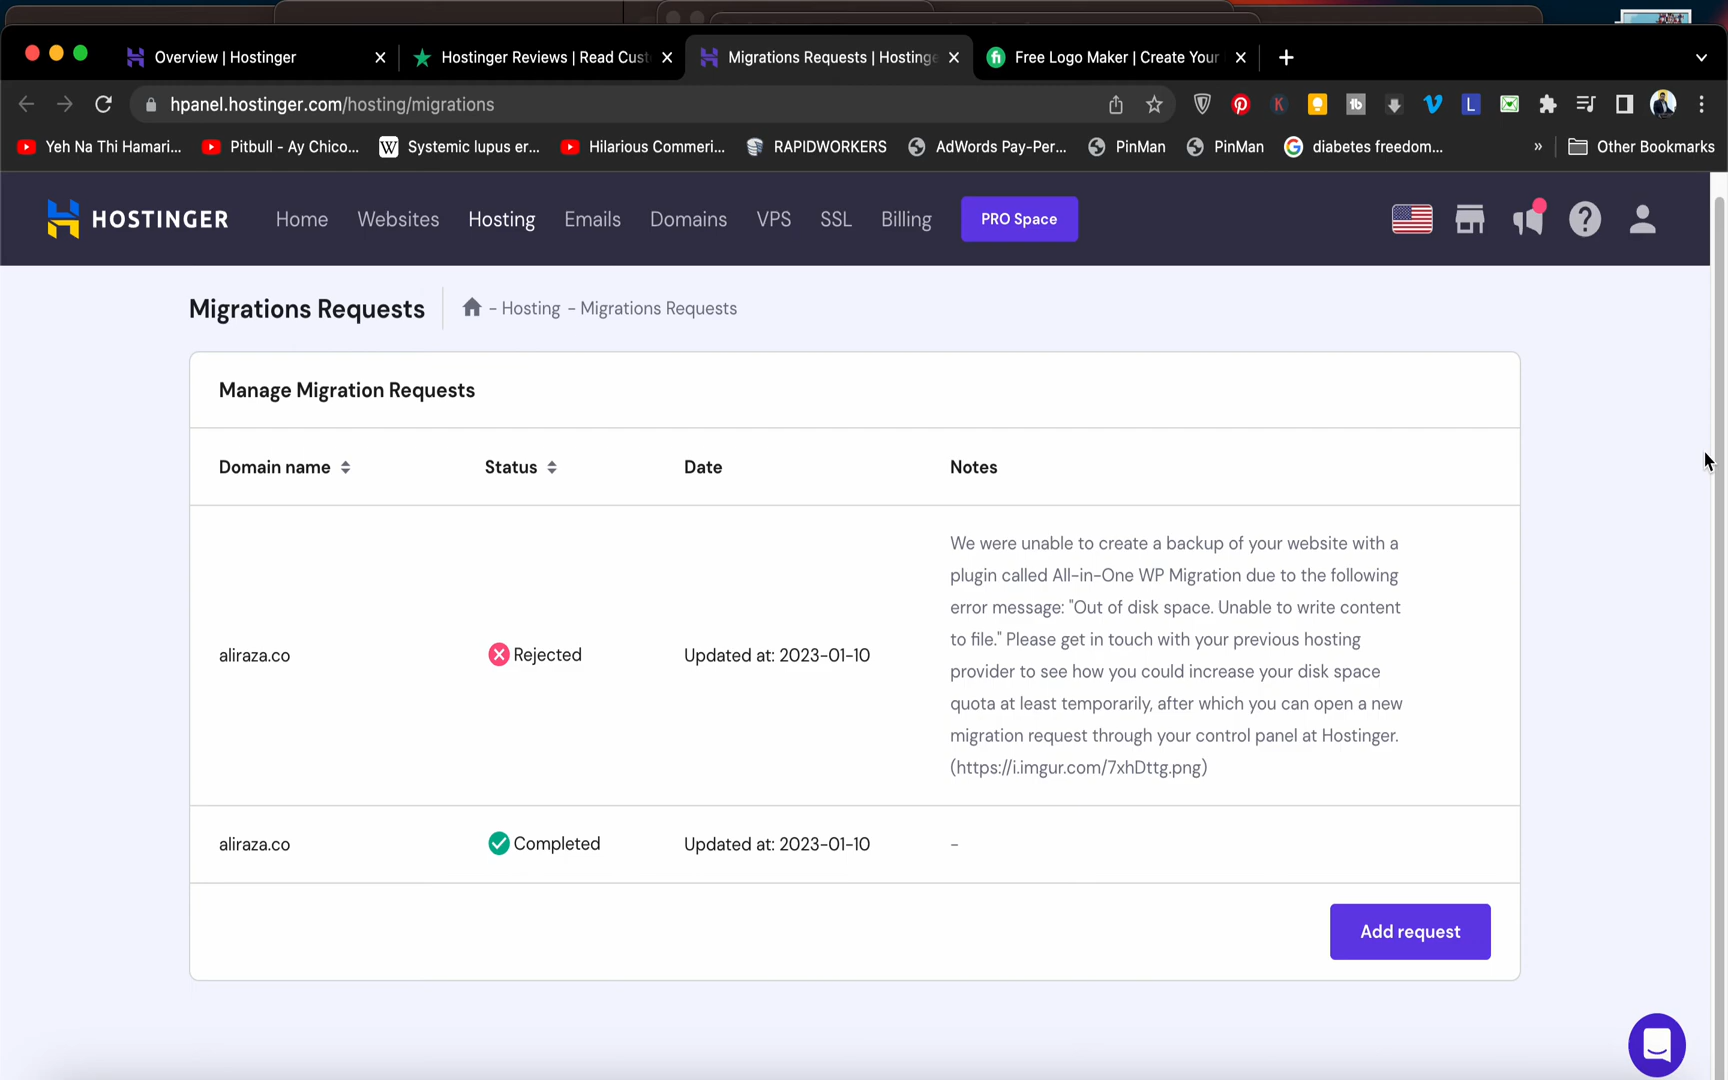 Overview | Hostinger
Hostinger Reviews | Read Cust
Migrations Requests | Hostinge
Free Logo Maker | Create Your
hpanel.hostinger.com/hosting/migrations
Yeh Na Thi Hamari...
Pitbull - Ay Chico...
Systemic lupus er...
Hilarious Commeri...
RAPIDWORKERS
AdWords Pay-Per...
PinMan
PinMan
diabetes freedom...
»
Other Bookmarks
HOSTINGER
Home
Websites
Hosting
Emails
Domains
VPS
SSL
Billing
PRO Space
Migrations Requests
- Hosting - Migrations Requests
Manage Migration Requests
Domain name
Status
Date
Notes
aliraza.co
Rejected
Updated at: 2023-01-10
We were unable to create a backup of your website with a
plugin called All-in-One WP Migration due to the following
error message: "Out of disk space. Unable to write content
to file." Please get in touch with your previous hosting
provider to see how you could increase your disk space
quota at least temporarily, after which you can open a new
migration request through your control panel at Hostinger.
(https://i.imgur.com/7xhDttg.png)
aliraza.co
Completed
Updated at: 2023-01-10
-
Add request